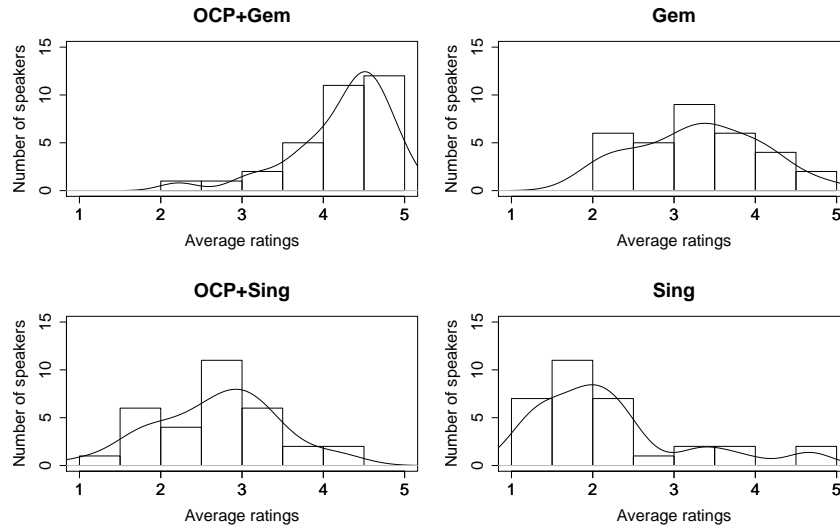 OCP+Gem
Number of speakers
0 5 10 15
1 2 3 4 5
Average ratings
Gem
Number of speakers
0 5 10 15
1 2 3 4 5
Average ratings
OCP+Sing
Number of speakers
0 5 10 15
1 2 3 4 5
Average ratings
Sing
Number of speakers
0 5 10 15
1 2 3 4 5
Average ratings